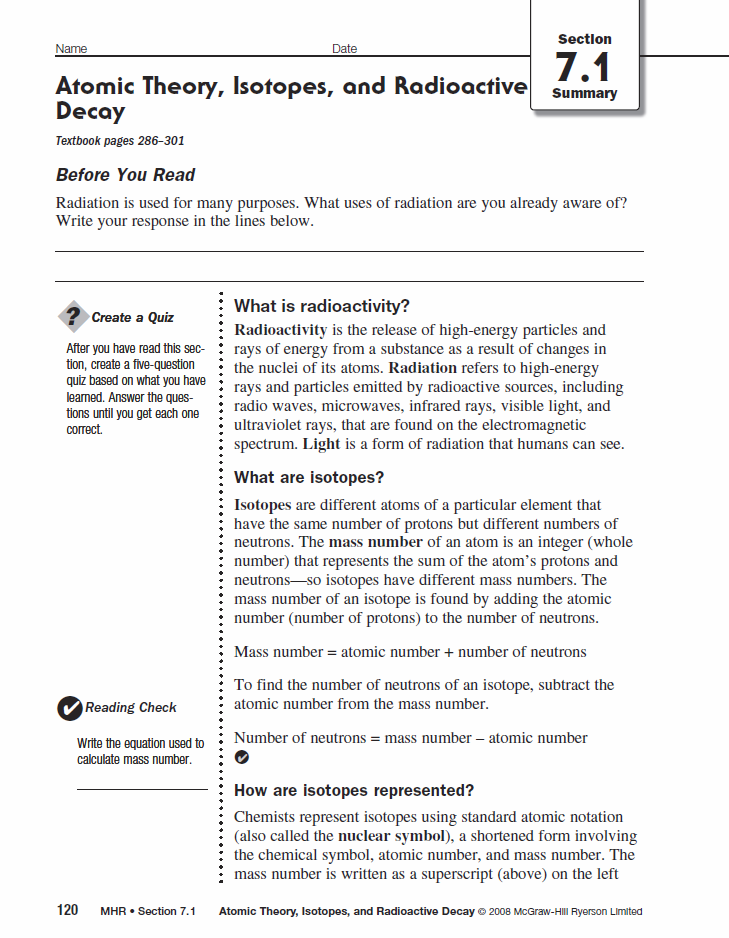 Name Date
Section
7.1
Summary
Atomic Theory, Isotopes, and Radioactive
Decay
Textbook pages 286–301
Before You Read
Radiation is used for many purposes. What uses of radiation are you already aware of?
Write your response in the lines below.
?
Create a Quiz
After you have read this sec-
tion, create a five-question
quiz based on what you have
learned. Answer the ques-
tions until you get each one
correct.
What is radioactivity?
Radioactivity is the release of high-energy particles and
rays of energy from a substance as a result of changes in
the nuclei of its atoms. Radiation refers to high-energy
rays and particles emitted by radioactive sources, including
radio waves, microwaves, infrared rays, visible light, and
ultraviolet rays, that are found on the electromagnetic
spectrum. Light is a form of radiation that humans can see.
What are isotopes?
Isotopes are different atoms of a particular element that
have the same number of protons but different numbers of
neutrons. The mass number of an atom is an integer (whole
number) that represents the sum of the atom’s protons and
neutrons—so isotopes have different mass numbers. The
mass number of an isotope is found by adding the atomic
number (number of protons) to the number of neutrons.
Mass number = atomic number + number of neutrons
To find the number of neutrons of an isotope, subtract the
atomic number from the mass number.
Number of neutrons = mass number – atomic number
✔
Reading Check
Write the equation used to
calculate mass number.
How are isotopes represented?
Chemists represent isotopes using standard atomic notation
(also called the nuclear symbol), a shortened form involving
the chemical symbol, atomic number, and mass number. The
mass number is written as a superscript (above) on the left
120 MHR • Section 7.1 Atomic Theory, Isotopes, and Radioactive Decay © 2008 McGraw-Hill Ryerson Limited